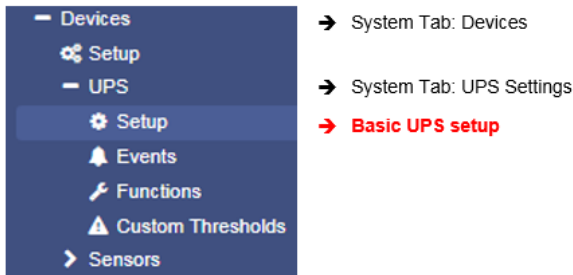 Devices → System Tab: Devices
Setup
UPS → System Tab: UPS Settings
Setup → Basic UPS setup
Events
Functions
Custom Thresholds
Sensors